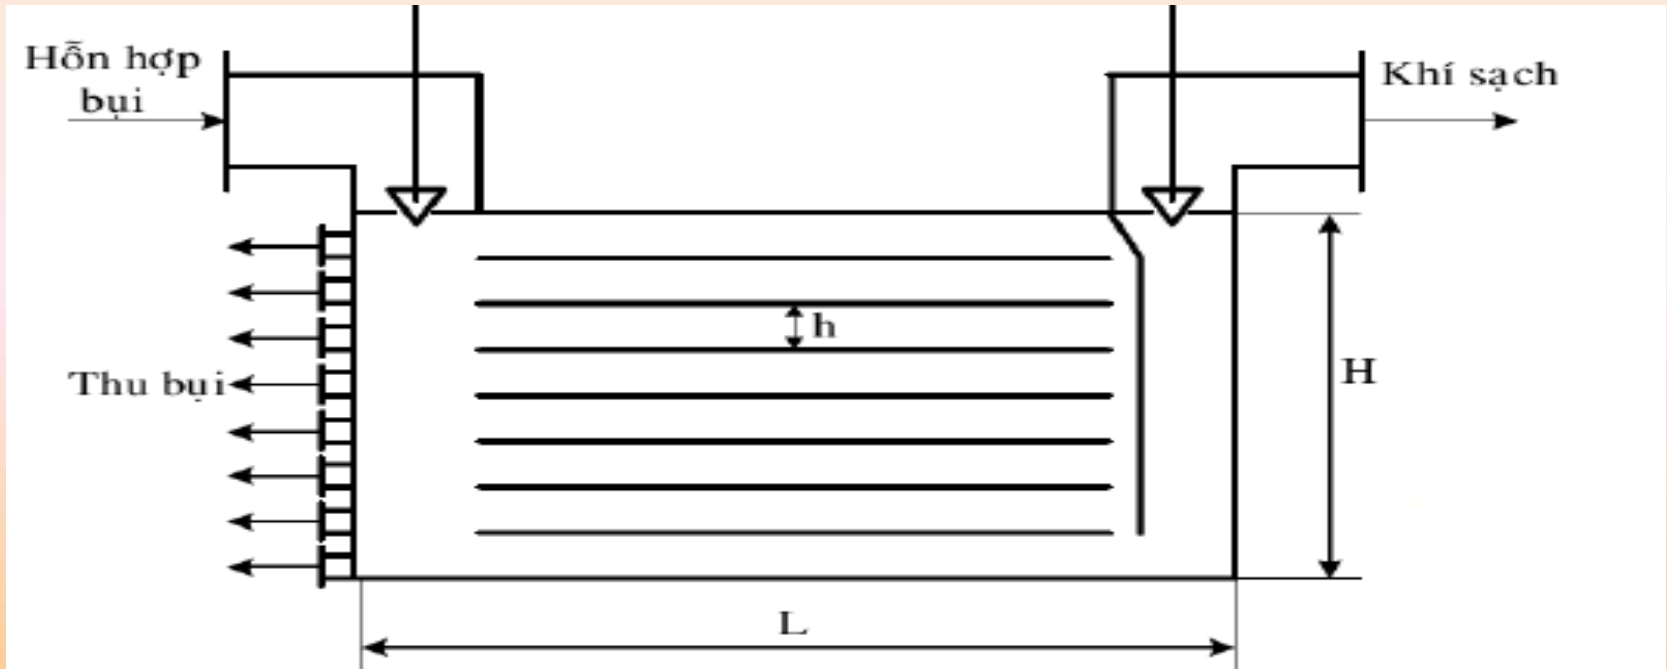 Hỗn hợp
bụi
Khí sạch
h
H
Thu bụi
L